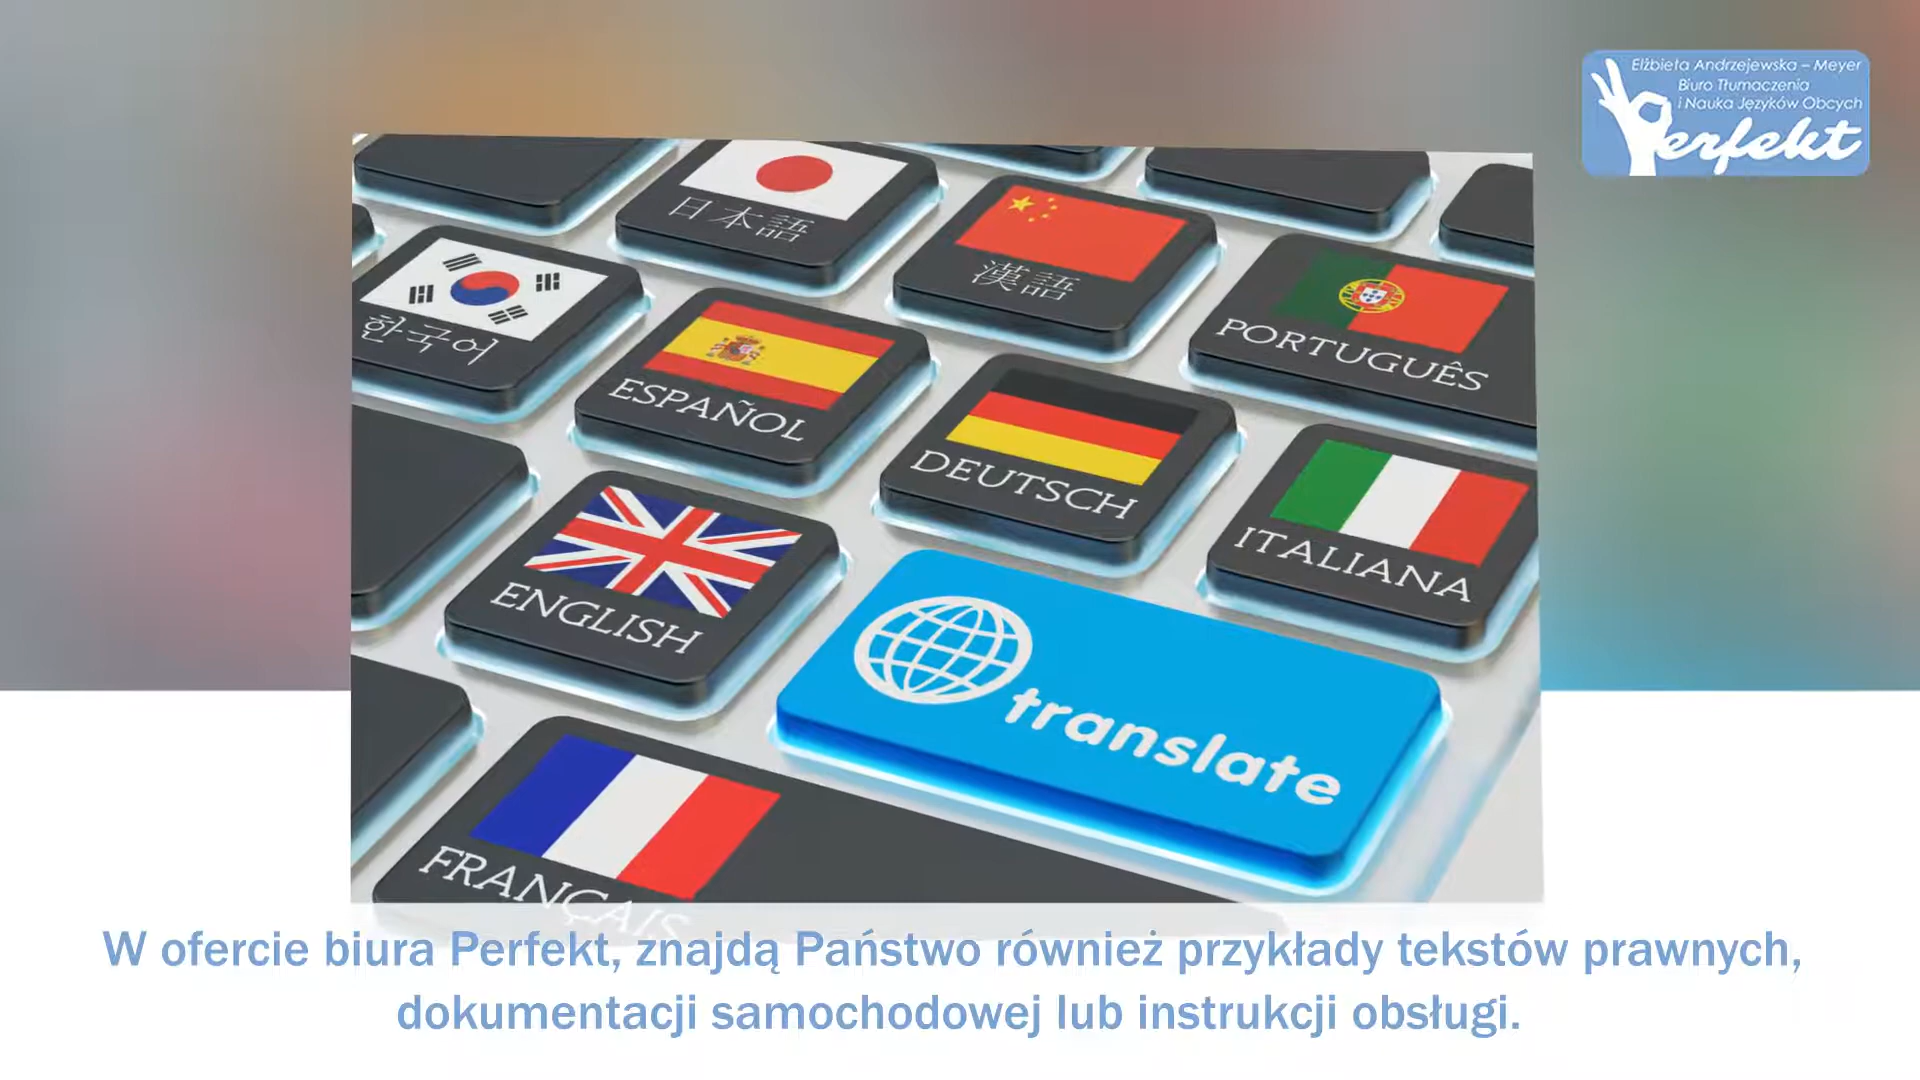 Elżbieta Andrzejewska – Meyer
Biuro Tłumaczenia
i Nauka Języków Obcych
Perfekt
日本語
漢語
한국어
PORTUGUÊS
ESPAÑOL
DEUTSCH
ITALIANA
ENGLISH
translate
FRANÇAIS
W ofercie biura Perfekt, znajdą Państwo również przykłady tekstów prawnych,
dokumentacji samochodowej lub instrukcji obsługi.